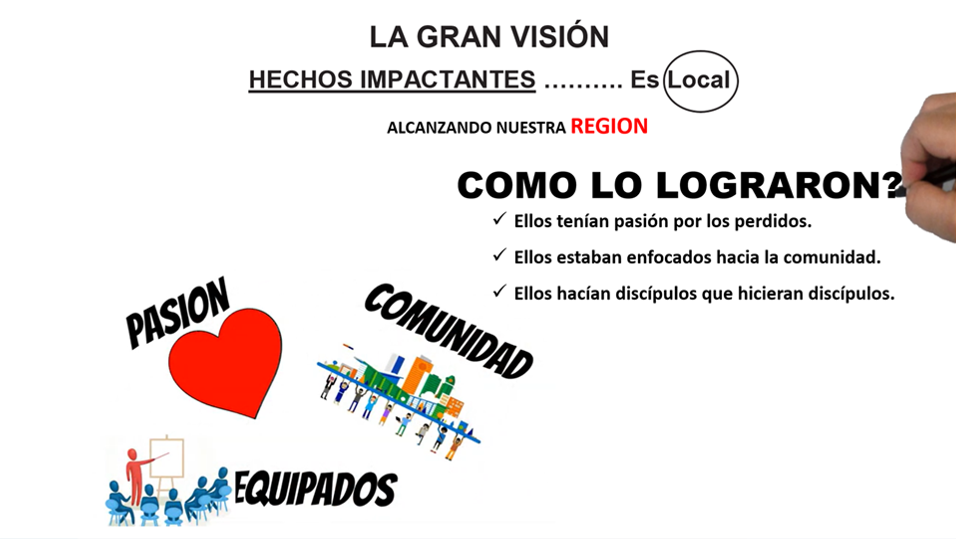 LA GRAN VISIÓN
HECHOS IMPACTANTES ………. Es Local
ALCANZANDO NUESTRA REGION
COMO LO LOGRARON?
✓ Ellos tenían pasión por los perdidos.
✓ Ellos estaban enfocados hacia la comunidad.
✓ Ellos hacían discípulos que hicieran discípulos.
PASION
COMUNIDAD
EQUIPADOS